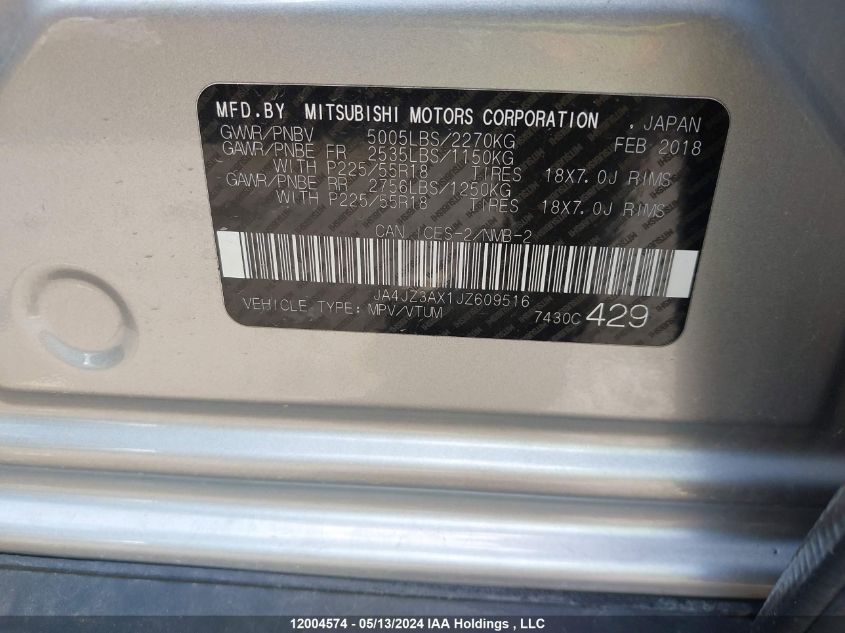 MFD.BY MITSUBISHI MOTORS CORPORATION . JAPAN
GVWR/PNBV 5005LBS/2270KG FEB 2018
GAWR/PNBE FR 2535LBS/1150KG
WITH P225/55R18 TIRES 18X7.0J RIMS
GAWR/PNBE RR 2756LBS/1250KG
WITH P225/55R18 TIRES 18X7.0J RIMS
CAN ICES-2/NMB-2
JA4JZ3AX1JZ609516
VEHICLE TYPE: MPV/VTUM 7430C 429
12004574 - 05/13/2024 IAA Holdings , LLC